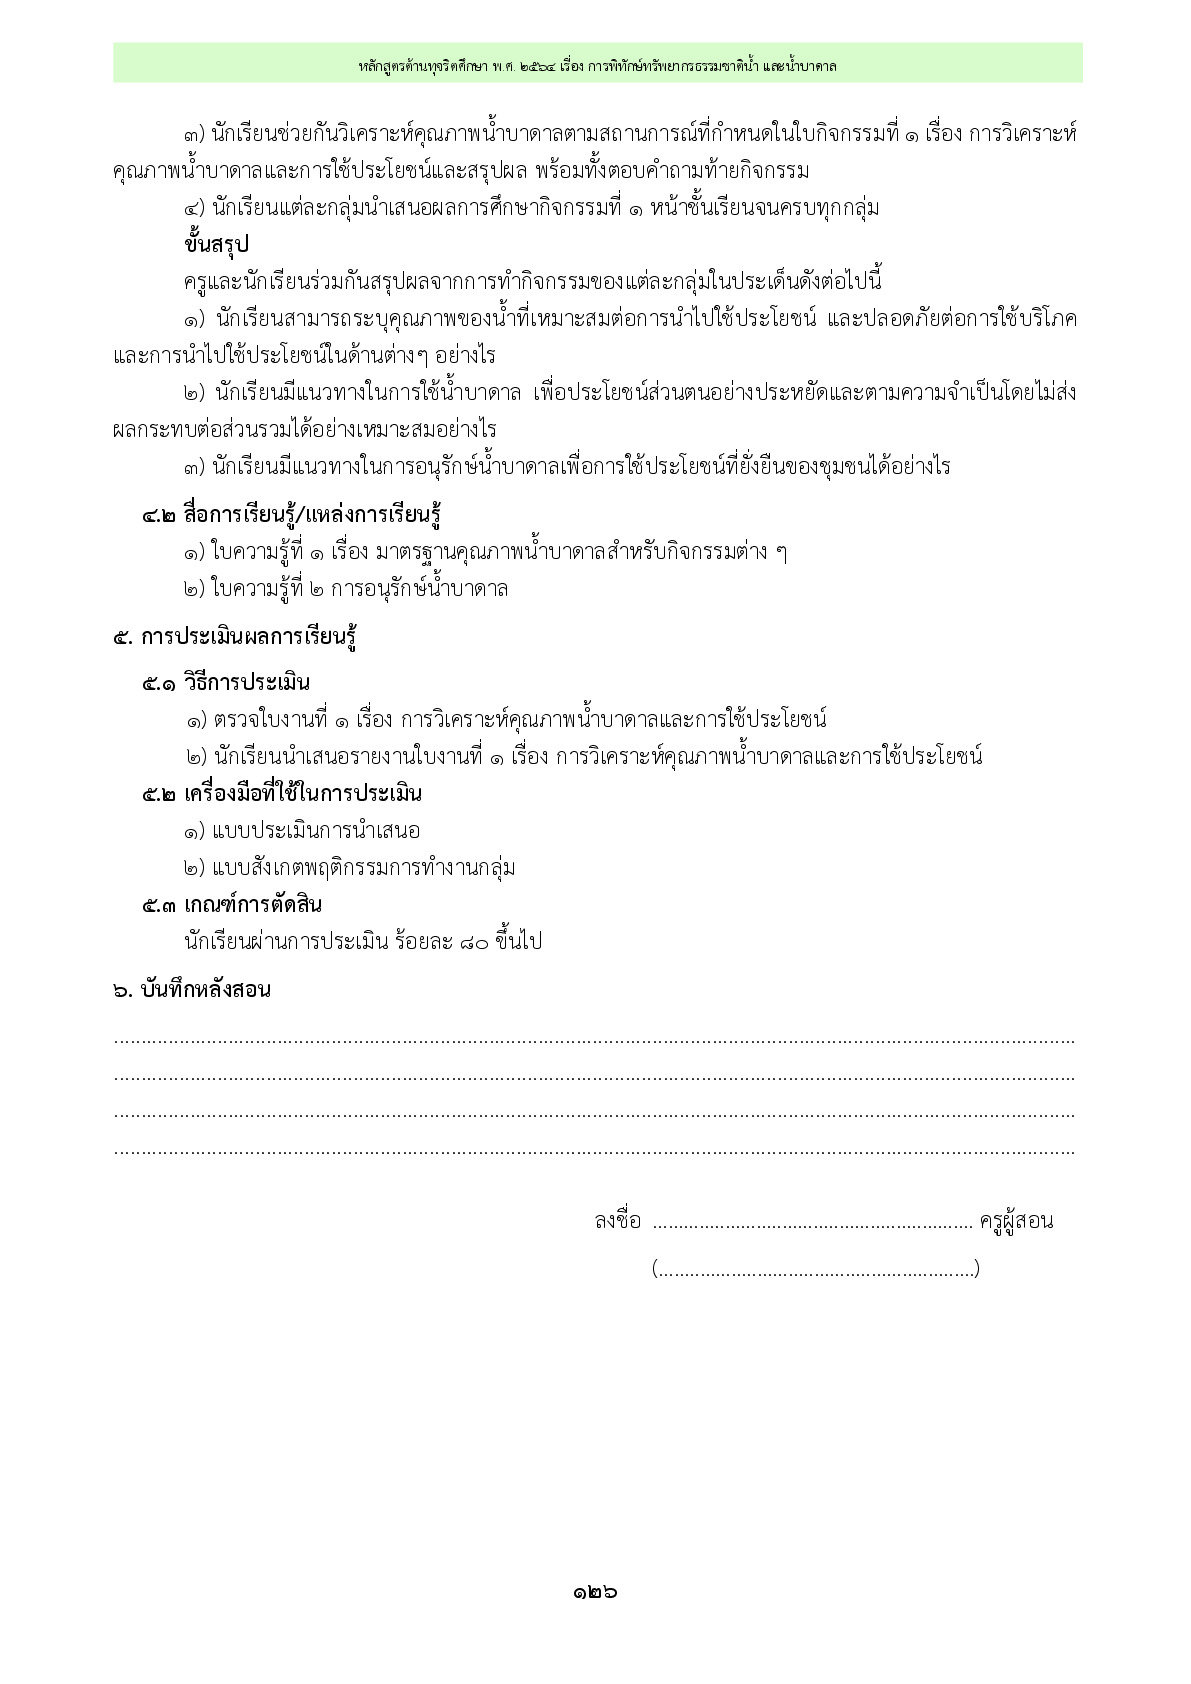 หลักสูตรต้านทุจริตศึกษา พ.ศ. ๒๕๖๔ เรื่อง การพิทักษ์ทรัพยากรธรรมชาติน้ำ และน้ำบาดาล
๓) นักเรียนช่วยกันวิเคราะห์คุณภาพน้ำบาดาลตามสถานการณ์ที่กำหนดในใบกิจกรรมที่ ๑ เรื่อง การวิเคราะห์
คุณภาพน้ำบาดาลและการใช้ประโยชน์และสรุปผล พร้อมทั้งตอบคำถามท้ายกิจกรรม
๔) นักเรียนแต่ละกลุ่มนำเสนอผลการศึกษากิจกรรมที่ ๑ หน้าชั้นเรียนจนครบทุกกลุ่ม
ขั้นสรุป
ครูและนักเรียนร่วมกันสรุปผลจากการทำกิจกรรมของแต่ละกลุ่มในประเด็นดังต่อไปนี้
๑) นักเรียนสามารถระบุคุณภาพของน้ำที่เหมาะสมต่อการนำไปใช้ประโยชน์ และปลอดภัยต่อการใช้บริโภค
และการนำไปใช้ประโยชน์ในด้านต่างๆ อย่างไร
๒) นักเรียนมีแนวทางในการใช้น้ำบาดาล เพื่อประโยชน์ส่วนตนอย่างประหยัดและตามความจำเป็นโดยไม่ส่ง
ผลกระทบต่อส่วนรวมได้อย่างเหมาะสมอย่างไร
๓) นักเรียนมีแนวทางในการอนุรักษ์น้ำบาดาลเพื่อการใช้ประโยชน์ที่ยั่งยืนของชุมชนได้อย่างไร
๔.๒ สื่อการเรียนรู้/แหล่งการเรียนรู้
๑) ใบความรู้ที่ ๑ เรื่อง มาตรฐานคุณภาพน้ำบาดาลสำหรับกิจกรรมต่าง ๆ
๒) ใบความรู้ที่ ๒ การอนุรักษ์น้ำบาดาล
๕. การประเมินผลการเรียนรู้
๕.๑ วิธีการประเมิน
๑) ตรวจใบงานที่ ๑ เรื่อง การวิเคราะห์คุณภาพน้ำบาดาลและการใช้ประโยชน์
๒) นักเรียนนำเสนอรายงานใบงานที่ ๑ เรื่อง การวิเคราะห์คุณภาพน้ำบาดาลและการใช้ประโยชน์
๕.๒ เครื่องมือที่ใช้ในการประเมิน
๑) แบบประเมินการนำเสนอ
๒) แบบสังเกตพฤติกรรมการทำงานกลุ่ม
๕.๓ เกณฑ์การตัดสิน
นักเรียนผ่านการประเมิน ร้อยละ ๘๐ ขึ้นไป
๖. บันทึกหลังสอน
................................................................................
................................................................................
................................................................................
................................................................................
ลงชื่อ .............................................................. ครูผู้สอน
(.............................................................)
๑๒๖